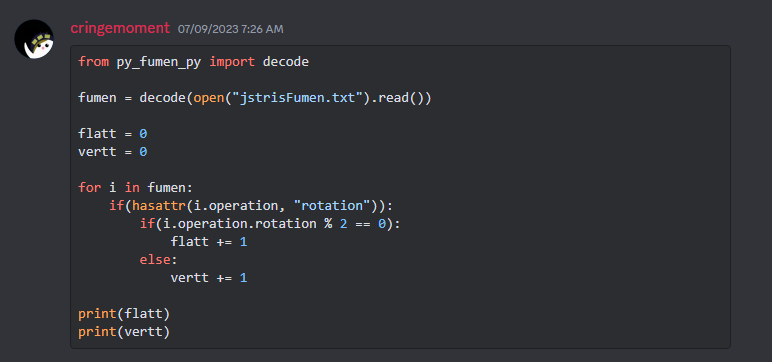 cringemoment 07/09/2023 7:26 AM
from py_fumen_py import decode
fumen = decode(open("jstrisFumen.txt").read())
flatt = 0
vertt = 0
for i in fumen:
    if(hasattr(i.operation, "rotation")):
        if(i.operation.rotation % 2 == 0):
            flatt += 1
        else:
            vertt += 1
print(flatt)
print(vertt)